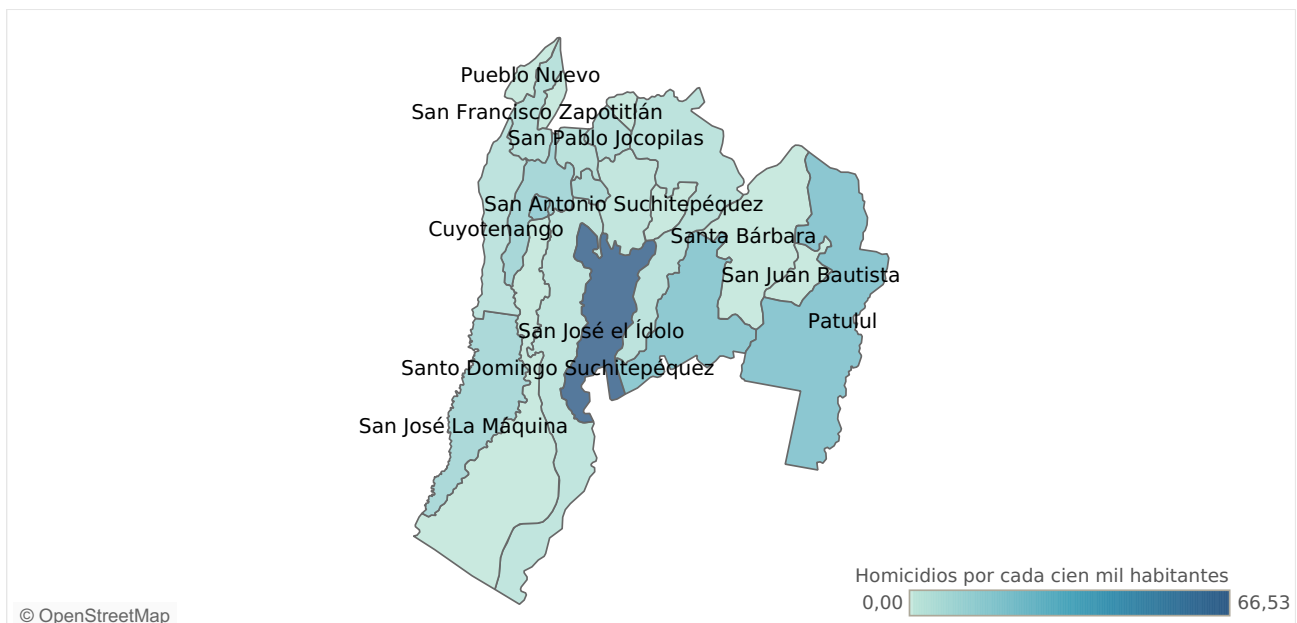 Pueblo Nuevo
San Francisco Zapotitlán
San Pablo Jocopilas
San Antonio Suchitepéquez
Cuyotenango
Santa Bárbara
San Juan Bautista
Patulul
San José el Ídolo
Santo Domingo Suchitepéquez
San José La Máquina
Homicidios por cada cien mil habitantes
0,00 66,53
© OpenStreetMap